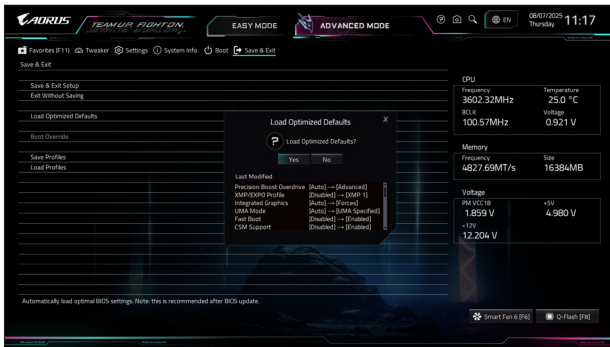 AORUS
TEAM UP. FIGHT ON.
EASY MODE
ADVANCED MODE
EN
08/07/2025
Thursday
11:17
Favorites (F11)
Tweaker
Settings
System Info.
Boot
Save & Exit
Save & Exit
Save & Exit Setup
Exit Without Saving
Load Optimized Defaults
Boot Override
Save Profiles
Load Profiles
Load Optimized Defaults
X
?
Load Optimized Defaults?
Yes No
Last Modified
Precision Boost Overdrive [Auto] → [Advanced]
XMP/EXPO Profile [Disabled] → [XMP 1]
Integrated Graphics [Auto] → [Forces]
UMA Mode [Auto] → [UMA Specified]
Fast Boot [Disabled] → [Enabled]
CSM Support [Disabled] → [Enabled]
CPU
Frequency Temperature
3602.32MHz 25.0 °C
BCLK Voltage
100.57MHz 0.921 V
Memory
Frequency Size
4827.69MT/s 16384MB
Voltage
PM VCC18 +5V
1.859 V 4.980 V
+12V
12.204 V
Automatically load optimal BIOS settings. Note: this is recommended after BIOS update.
Smart Fan 6 [F6]
Q-Flash [F8]